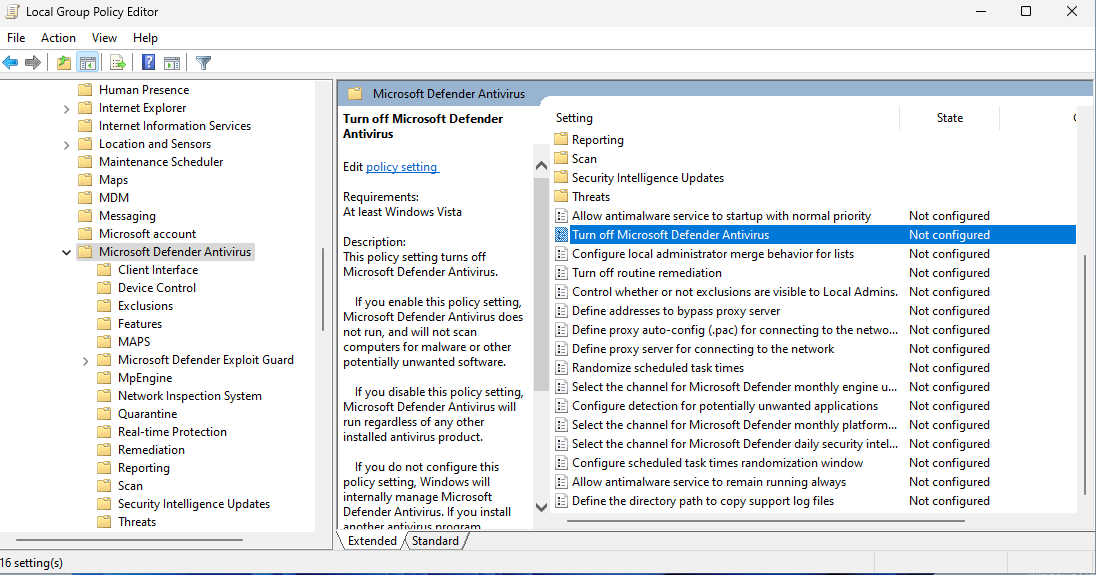 Local Group Policy Editor
File Action View Help
Human Presence
Internet Explorer
Internet Information Services
Location and Sensors
Maintenance Scheduler
Maps
MDM
Messaging
Microsoft account
Microsoft Defender Antivirus
Client Interface
Device Control
Exclusions
Features
MAPS
Microsoft Defender Exploit Guard
MpEngine
Network Inspection System
Quarantine
Real-time Protection
Remediation
Reporting
Scan
Security Intelligence Updates
Threats
Microsoft Defender Antivirus
Turn off Microsoft Defender
Antivirus
Edit policy setting
Requirements:
At least Windows Vista
Description:
This policy setting turns off
Microsoft Defender Antivirus.
If you enable this policy setting,
Microsoft Defender Antivirus does
not run, and will not scan
computers for malware or other
potentially unwanted software.
If you disable this policy setting,
Microsoft Defender Antivirus will
run regardless of any other
installed antivirus product.
If you do not configure this
policy setting, Windows will
internally manage Microsoft
Defender Antivirus. If you install
another antivirus program,
Setting State
Reporting
Scan
Security Intelligence Updates
Threats
Allow antimalware service to startup with normal priority Not configured
Turn off Microsoft Defender Antivirus Not configured
Configure local administrator merge behavior for lists Not configured
Turn off routine remediation Not configured
Control whether or not exclusions are visible to Local Admins. Not configured
Define addresses to bypass proxy server Not configured
Define proxy auto-config (.pac) for connecting to the netwo... Not configured
Define proxy server for connecting to the network Not configured
Randomize scheduled task times Not configured
Select the channel for Microsoft Defender monthly engine u... Not configured
Configure detection for potentially unwanted applications Not configured
Select the channel for Microsoft Defender monthly platform... Not configured
Select the channel for Microsoft Defender daily security intel... Not configured
Configure scheduled task times randomization window Not configured
Allow antimalware service to remain running always Not configured
Define the directory path to copy support log files Not configured
Extended Standard
16 setting(s)